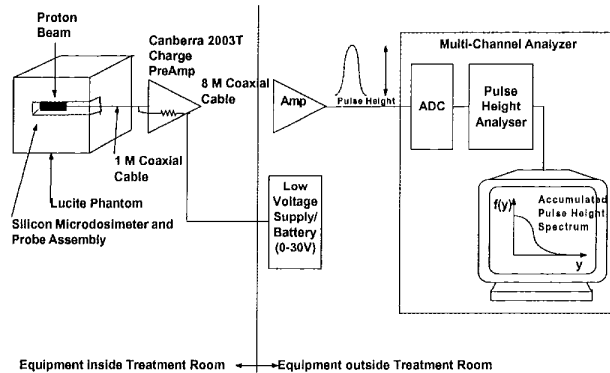 Proton
Beam
Canberra 2003T
Charge
PreAmp
8 M Coaxial
Cable
1 M Coaxial
Cable
Lucite Phantom
Silicon Microdosimeter and
Probe Assembly
Amp
Pulse Height
Low
Voltage
Supply/
Battery
(0-30V)
Multi-Channel Analyzer
ADC
Pulse
Height
Analyser
f(y)
Accumulated
Pulse Height
Spectrum
y
Equipment inside Treatment Room
Equipment outside Treatment Room